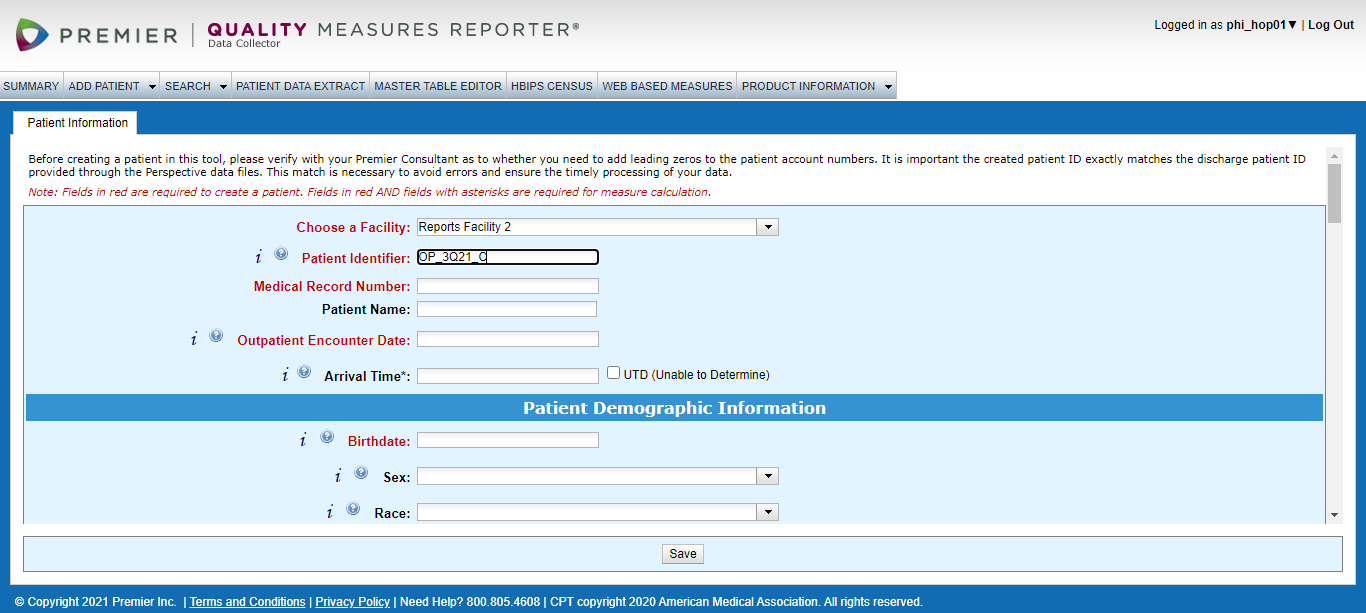 PREMIER | QUALITY MEASURES REPORTER®
Data Collector
Logged in as phi_hop01▼ | Log Out
SUMMARY ADD PATIENT SEARCH PATIENT DATA EXTRACT MASTER TABLE EDITOR HBIPS CENSUS WEB BASED MEASURES PRODUCT INFORMATION
Patient Information
Before creating a patient in this tool, please verify with your Premier Consultant as to whether you need to add leading zeros to the patient account numbers. It is important the created patient ID exactly matches the discharge patient ID
provided through the Perspective data files. This match is necessary to avoid errors and ensure the timely processing of your data.
Note: Fields in red are required to create a patient. Fields in red AND fields with asterisks are required for measure calculation.
Choose a Facility: Reports Facility 2
i ? Patient Identifier: OP_3Q21_C
Medical Record Number:
Patient Name:
i ? Outpatient Encounter Date:
i ? Arrival Time*: UTD (Unable to Determine)
Patient Demographic Information
i ? Birthdate:
i ? Sex:
i ? Race:
Save
© Copyright 2021 Premier Inc. | Terms and Conditions | Privacy Policy | Need Help? 800.805.4608 | CPT copyright 2020 American Medical Association. All rights reserved.